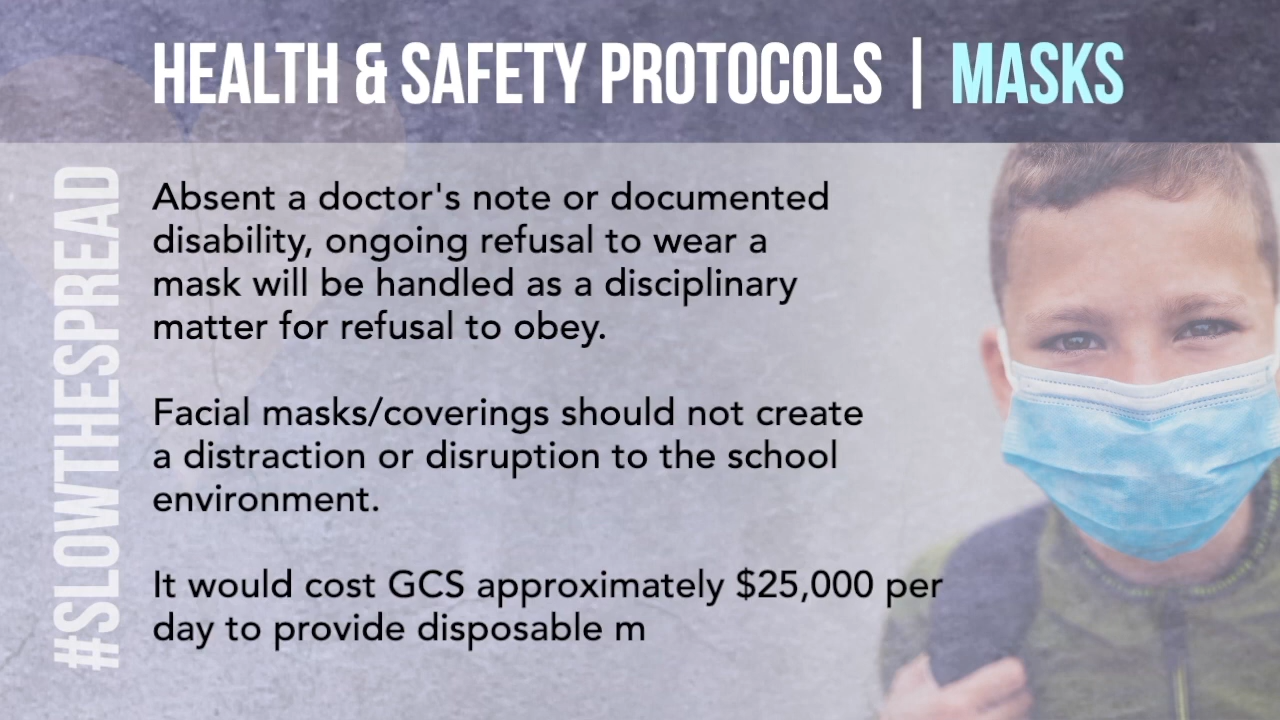 HEALTH & SAFETY PROTOCOLS | MASKS
#SLOWTHESPREAD
Absent a doctor's note or documented
disability, ongoing refusal to wear a
mask will be handled as a disciplinary
matter for refusal to obey.
Facial masks/coverings should not create
a distraction or disruption to the school
environment.
It would cost GCS approximately $25,000 per
day to provide disposable m